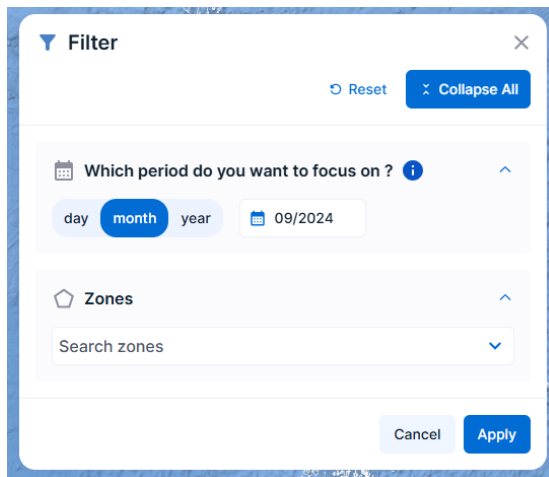 Filter
Reset
Collapse All
Which period do you want to focus on ?
day
month
year
09/2024
Zones
Search zones
Cancel
Apply